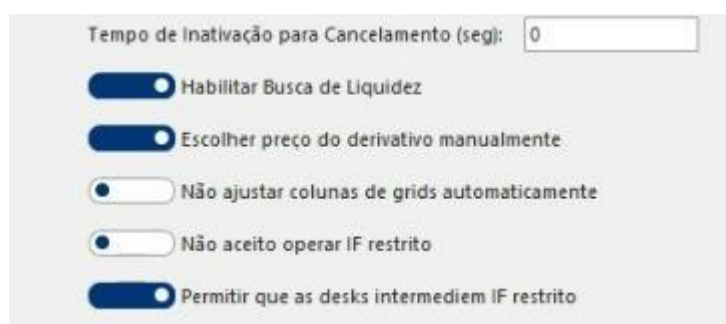 Tempo de Inativação para Cancelamento (seg): 0
Habilitar Busca de Liquidez
Escolher preço do derivativo manualmente
Não ajustar colunas de grids automaticamente
Não aceito operar IF restrito
Permitir que as desks intermediem IF restrito